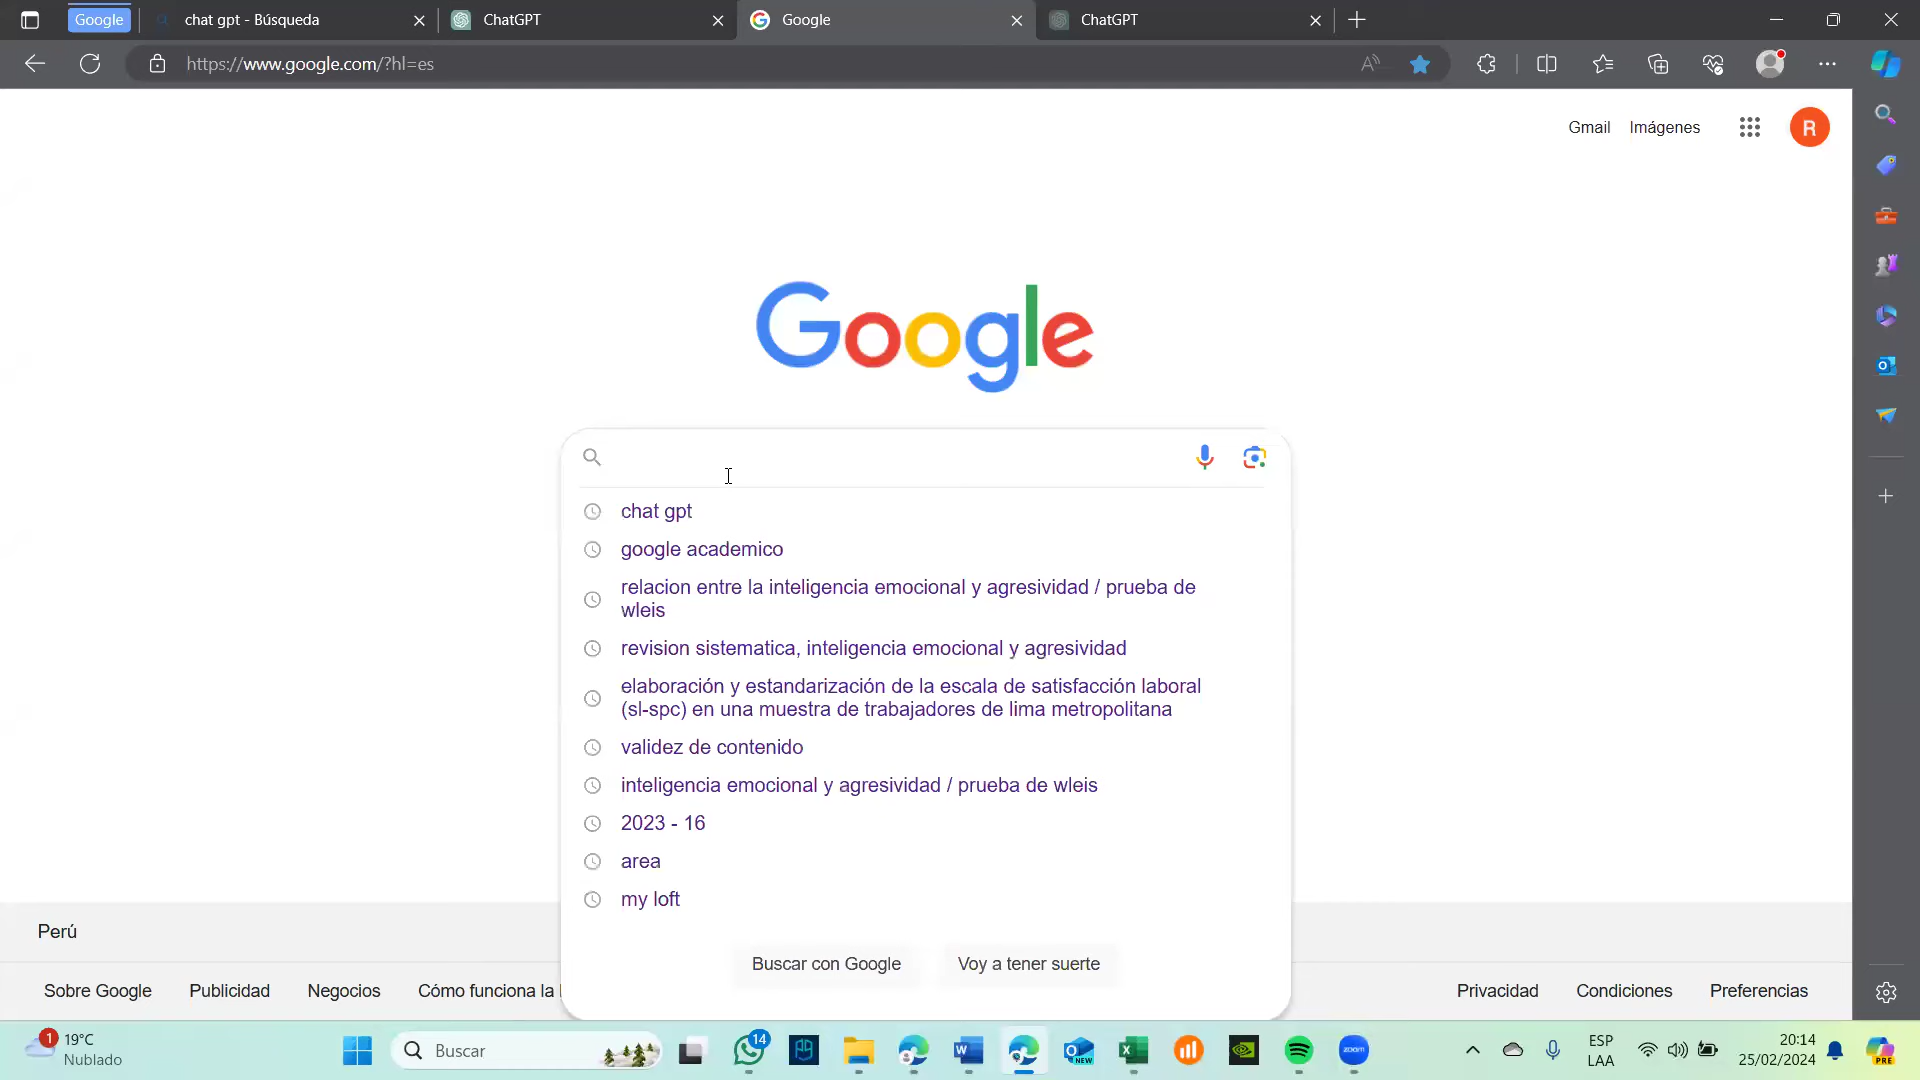 Google
chat gpt - Búsqueda
ChatGPT
Google
ChatGPT
https://www.google.com/?hl=es
Gmail
Imágenes
R
Google
chat gpt
google academico
relacion entre la inteligencia emocional y agresividad / prueba de
wleis
revision sistematica, inteligencia emocional y agresividad
elaboración y estandarización de la escala de satisfacción laboral
(sl-spc) en una muestra de trabajadores de lima metropolitana
validez de contenido
inteligencia emocional y agresividad / prueba de wleis
2023 - 16
area
my loft
Buscar con Google
Voy a tener suerte
Perú
Sobre Google
Publicidad
Negocios
Cómo funciona la
Privacidad
Condiciones
Preferencias
1
19°C
Nublado
Buscar
14
W
NEW
zoom
ESP
LAA
20:14
25/02/2024
PRE